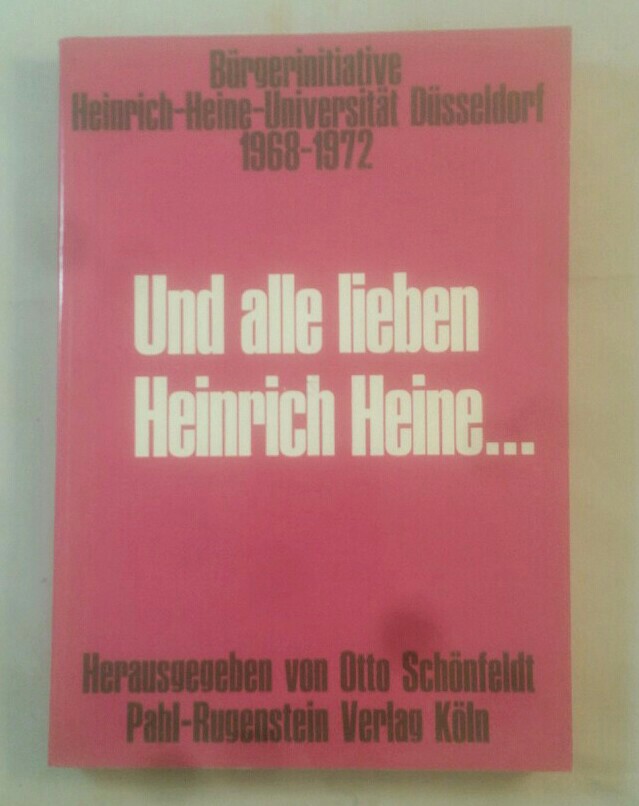 Bürgerinitiative
Heinrich-Heine-Universität Düsseldorf
1968-1972
Und alle lieben
Heinrich Heine...
Herausgegeben von Otto Schönfeldt
Pahl-Rugenstein Verlag Köln